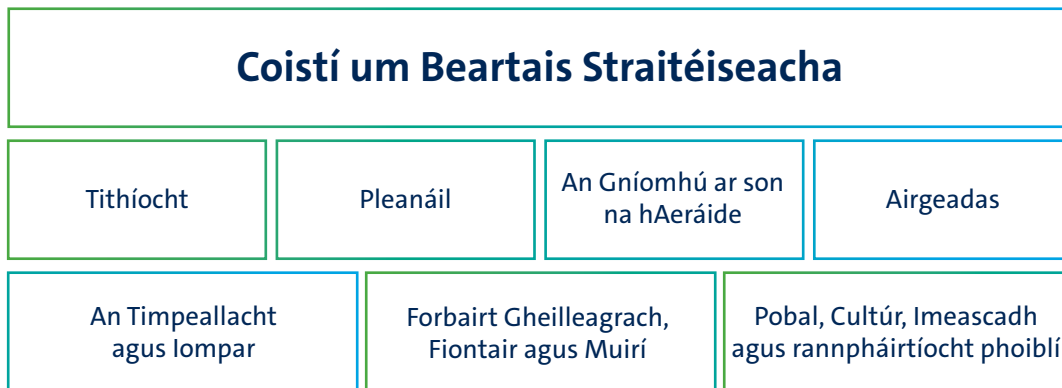 Coistí um Beartais Straitéiseacha
Tithíocht
Pleanáil
An Gníomhú ar son
na hAeráide
Airgeadas
An Timpeallacht
agus Iompar
Forbairt Gheilleagrach,
Fiontair agus Muirí
Pobal, Cultúr, Imeascadh
agus rannpháirtíocht phoiblí